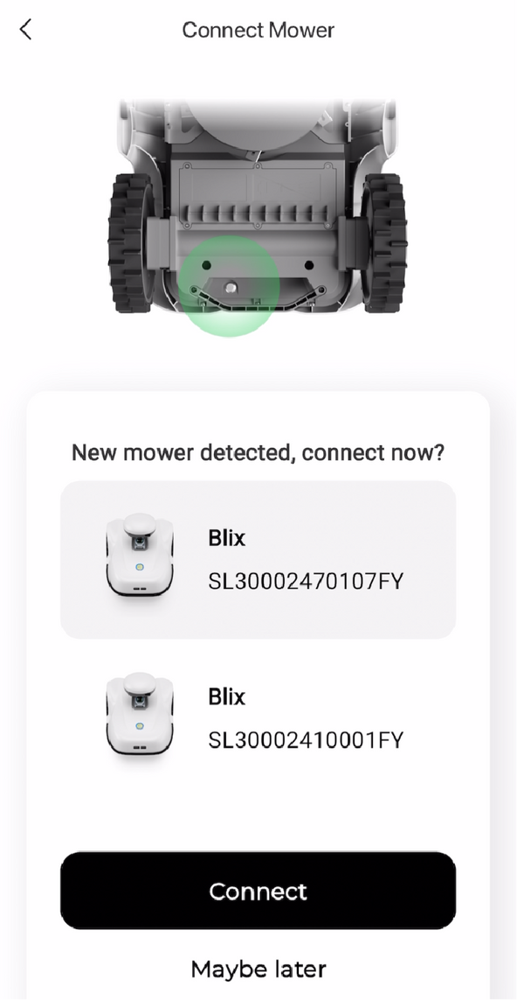 Connect Mower
New mower detected, connect now?
Blix
SL30002470107FY
Blix
SL30002410001FY
Connect
Maybe later